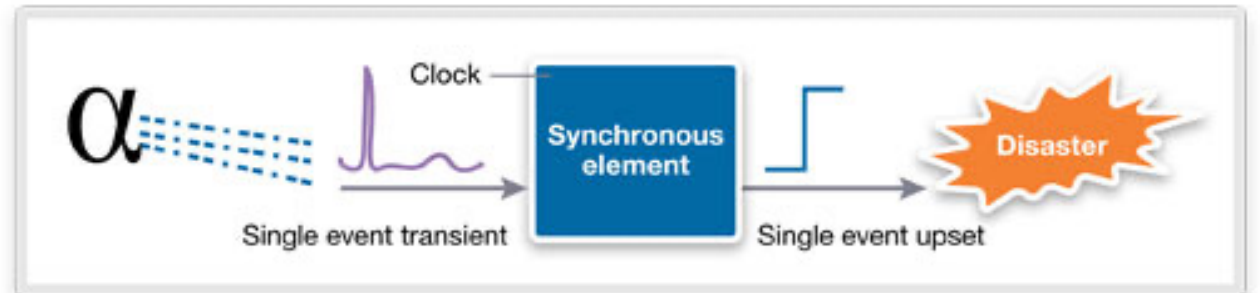 α
Clock
Synchronous
element
Disaster
Single event transient
Single event upset